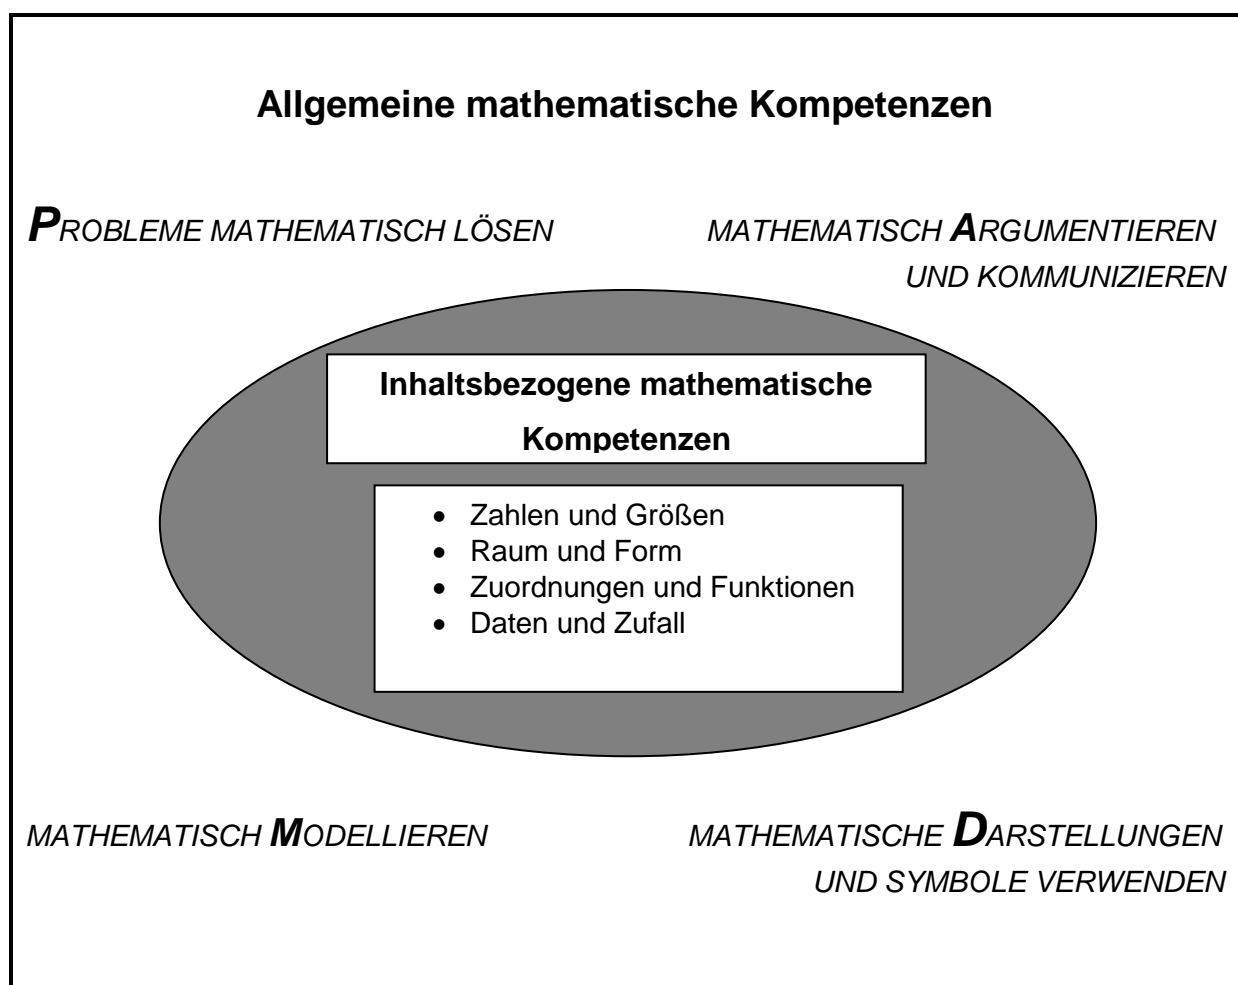 Allgemeine mathematische Kompetenzen
PROBLEME MATHEMATISCH LÖSEN
MATHEMATISCH ARGUMENTIEREN
UND KOMMUNIZIEREN
Inhaltsbezogene mathematische
Kompetenzen
• Zahlen und Größen
• Raum und Form
• Zuordnungen und Funktionen
• Daten und Zufall
MATHEMATISCH MODELLIEREN
MATHEMATISCHE DARSTELLUNGEN
UND SYMBOLE VERWENDEN